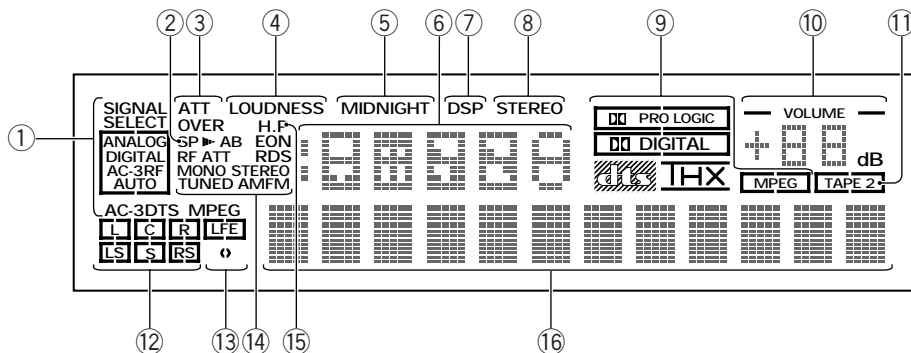 ② ③ ④ ⑤ ⑥ ⑦ ⑧ ⑨ ⑩ ⑪
①
SIGNAL SELECT
ANALOG
DIGITAL
AC-3RF
AUTO
AC-3DTS MPEG
L C R LFE
LS S RS ()
ATT LOUDNESS MIDNIGHT DSP STEREO
OVER H.P
SP ► AB EON
RF ATT RDS
MONO STEREO
TUNED AMFM
PRO LOGIC
DIGITAL
dts THX
VOLUME
+88 dB
MPEG TAPE 2
⑫ ⑬ ⑭ ⑮ ⑯